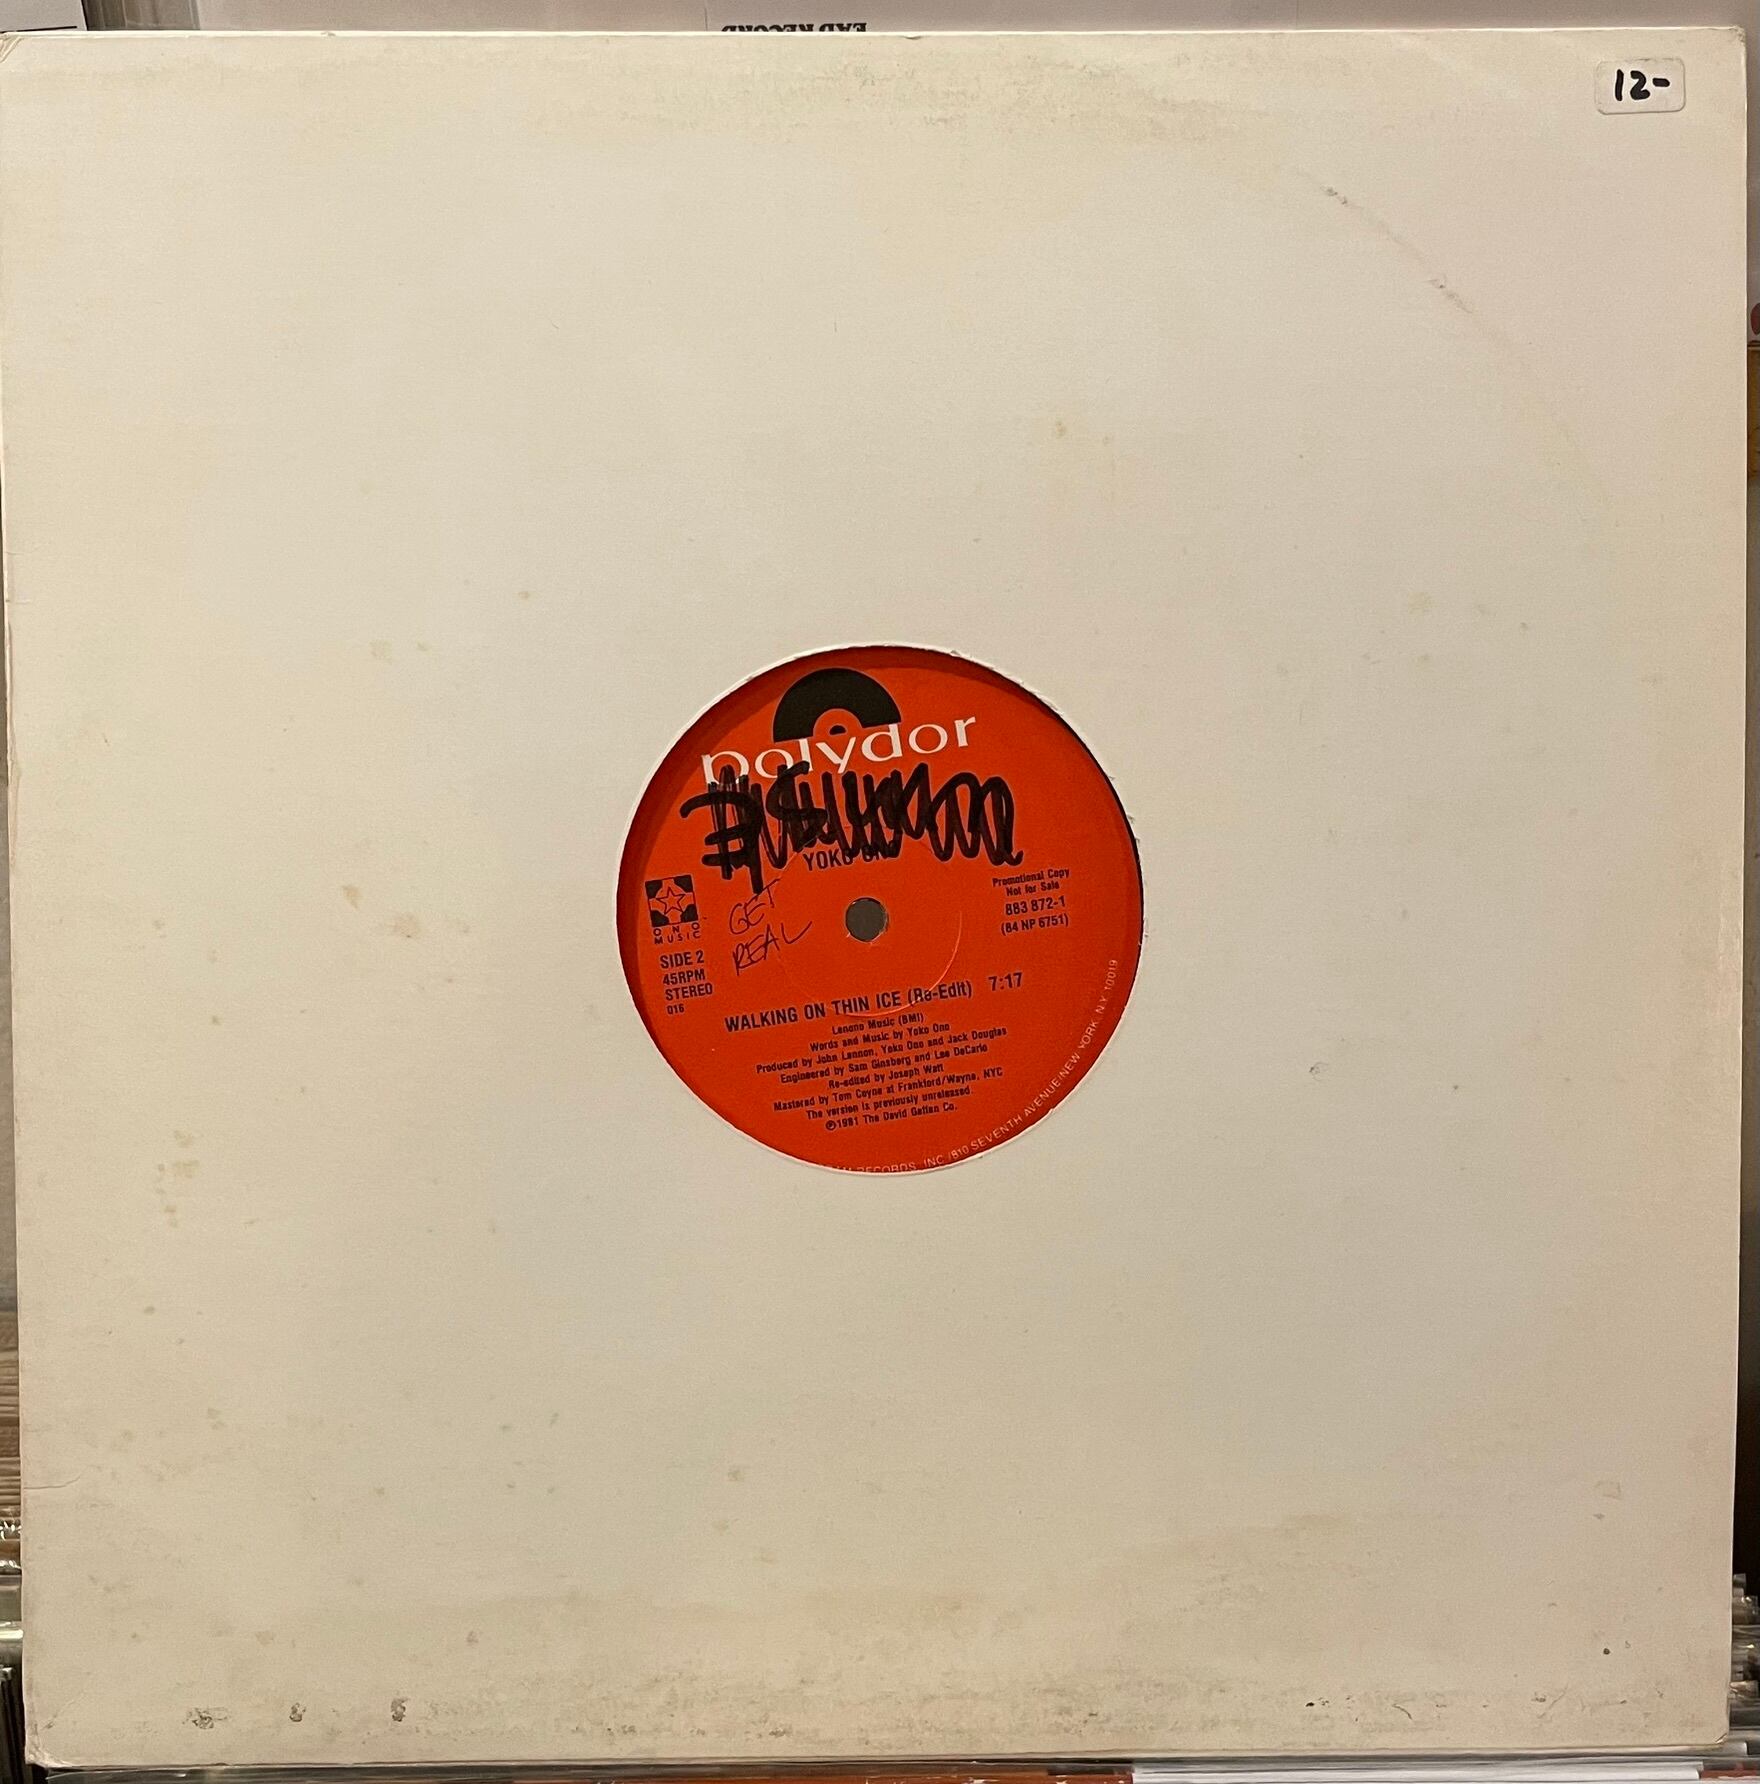 12-
polydor
YOKO ONO
GET
REAL
Promotional Copy
Not for Sale
883 872-1
(84 NP 6751)
ONO
MUSIC
SIDE 2
45RPM
STEREO
016
WALKING ON THIN ICE (Re-Edit) 7:17
Lenono Music (BMI)
Words and Music by Yoko Ono
Produced by John Lennon, Yoko Ono and Jack Douglas
Engineered by Sam Ginsberg and Lee DeCarlo
Re-edited by Joseph Watt
Mastered by Tom Coyne at Frankford/Wayne, NYC
The version is previously unreleased.
℗1981 The David Geffen Co.
RECORDS, INC./810 SEVENTH AVENUE/NEW YORK, N.Y. 10019